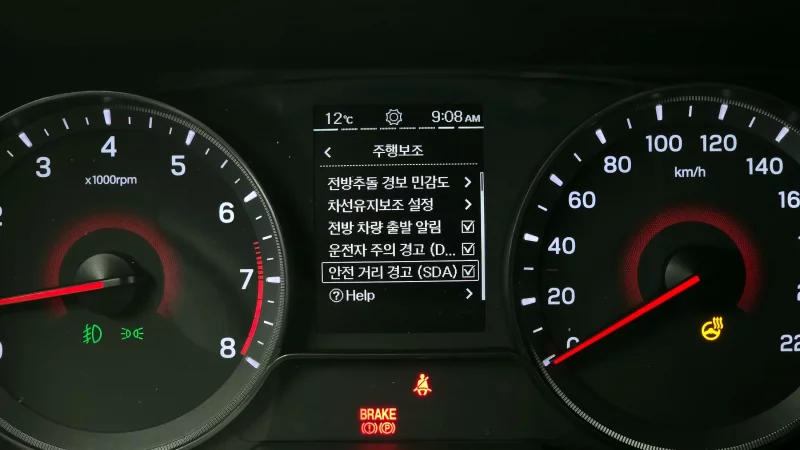 12℃ 9:08 AM
주행보조
전방추돌 경보 민감도
차선유지보조 설정
전방 차량 출발 알림
운전자 주의 경고 (D...
안전 거리 경고 (SDA)
? Help
3 4 5 6 7 8
x1000rpm
0 20 40 60 80 100 120 140
km/h
BRAKE
(!) (P)